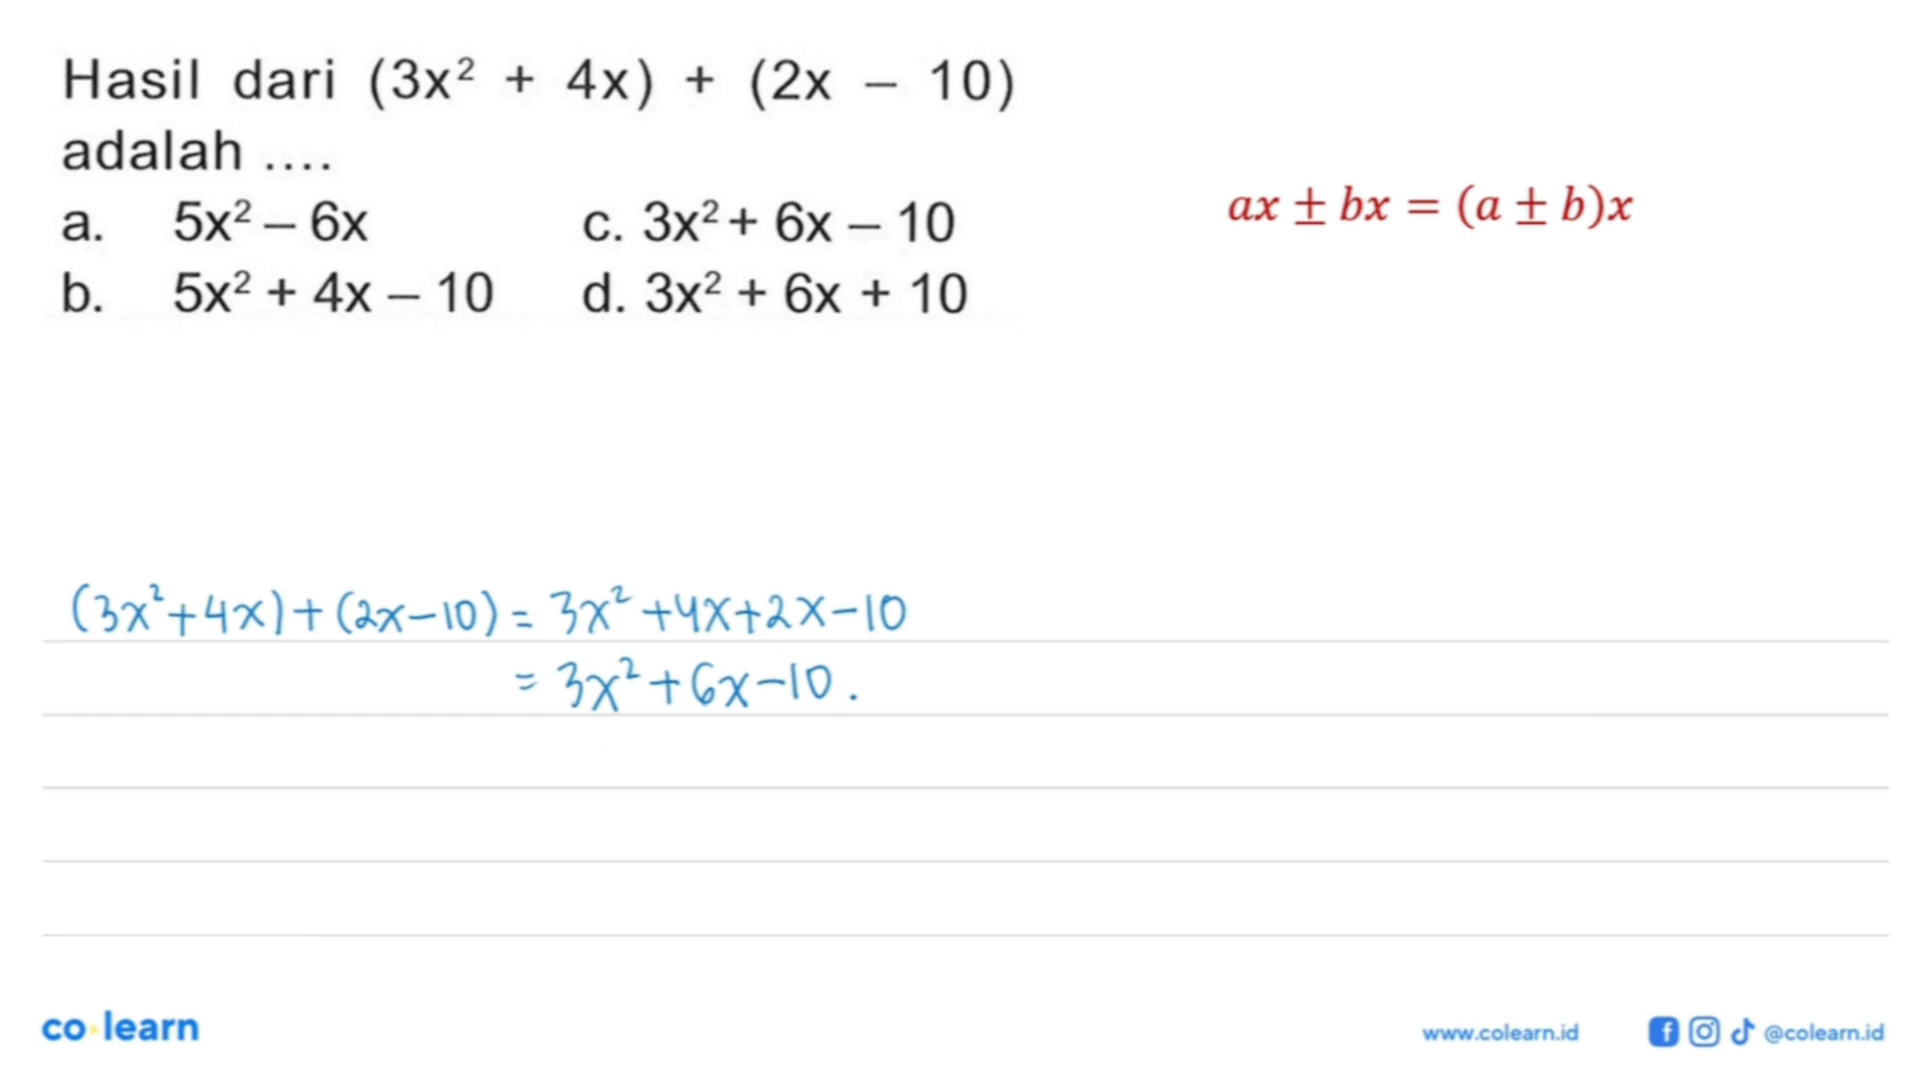 Hasil dari (3x² + 4x) + (2x – 10)
adalah ....
a. 5x² – 6x c. 3x² + 6x – 10
b. 5x² + 4x – 10 d. 3x² + 6x + 10
ax ± bx = (a ± b)x
(3x²+4x)+(2x-10) = 3x²+4x+2x-10
= 3x²+6x-10.
co·learn
www.colearn.id @colearn.id